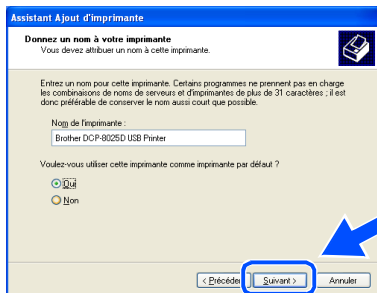 Assistant Ajout d'imprimante
Donnez un nom à votre imprimante
Vous devez attribuer un nom à cette imprimante.
Entrez un nom pour cette imprimante. Certains programmes ne prennent pas en charge
les combinaisons de noms de serveurs et d'imprimantes de plus de 31 caractères ; il est
donc préférable de conserver le nom aussi court que possible.
Nom de l'imprimante :
Brother DCP-8025D USB Printer
Voulez-vous utiliser cette imprimante comme imprimante par défaut ?
Oui
Non
< Précéden Suivant > Annuler